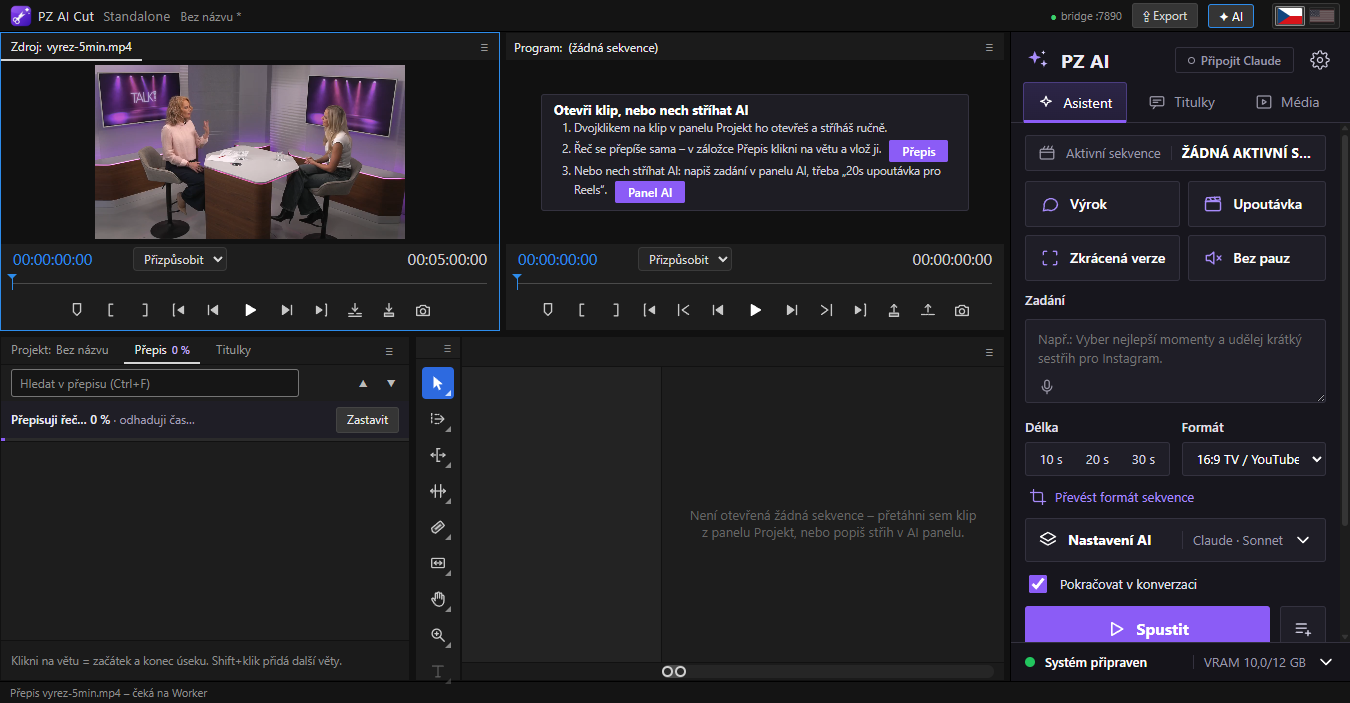 PZ AI Cut Standalone Bez názvu *
bridge :7890 Export AI
Zdroj: vyrez-5min.mp4
TALK!
00:00:00:00 Přizpůsobit 00:05:00:00
Program: (žádná sekvence)
Otevři klip, nebo nech stříhat AI
1. Dvojklikem na klip v panelu Projekt ho otevřeš a stříháš ručně.
2. Řeč se přepíše sama – v záložce Přepis klikni na větu a vlož ji. Přepis
3. Nebo nech stříhat AI: napiš zadání v panelu AI, třeba „20s upoutávka pro
Reels“. Panel AI
00:00:00:00 Přizpůsobit 00:00:00:00
Projekt: Bez názvu Přepis 0 % Titulky
Hledat v přepisu (Ctrl+F)
Přepisuji řeč... 0 % · odhaduji čas... Zastavit
Klikni na větu = začátek a konec úseku. Shift+klik přidá další věty.
Není otevřená žádná sekvence – přetáhni sem klip
z panelu Projekt, nebo popiš střih v AI panelu.
PZ AI Připojit Claude
Asistent Titulky Média
Aktivní sekvence ŽÁDNÁ AKTIVNÍ S...
Výrok Upoutávka
Zkrácená verze Bez pauz
Zadání
Např.: Vyber nejlepší momenty a udělej krátký
sestřih pro Instagram.
Délka Formát
10 s 20 s 30 s 16:9 TV / YouTube
Převést formát sekvence
Nastavení AI Claude · Sonnet
Pokračovat v konverzaci
Spustit
Systém připraven VRAM 10,0/12 GB
Přepis vyrez-5min.mp4 – čeká na Worker